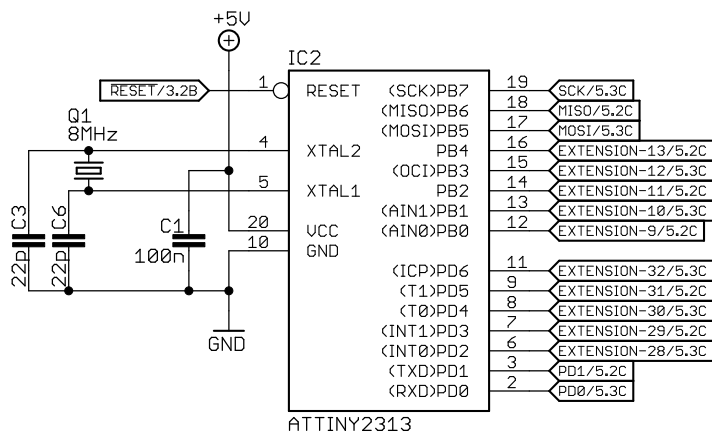 +5V
IC2
RESET/3.2B
1
RESET
(SCK)PB7
19
SCK/5.3C
(MISO)PB6
18
MISO/5.2C
(MOSI)PB5
17
MOSI/5.3C
Q1
8MHz
4
XTAL2
PB4
16
EXTENSION-13/5.2C
(OCI)PB3
15
EXTENSION-12/5.3C
5
XTAL1
PB2
14
EXTENSION-11/5.2C
(AIN1)PB1
13
EXTENSION-10/5.3C
C3
22p
C6
22p
C1
100n
20
VCC
(AIN0)PB0
12
EXTENSION-9/5.2C
10
GND
(ICP)PD6
11
EXTENSION-32/5.3C
(T1)PD5
9
EXTENSION-31/5.2C
(T0)PD4
8
EXTENSION-30/5.3C
(INT1)PD3
7
EXTENSION-29/5.2C
GND
(INT0)PD2
6
EXTENSION-28/5.3C
(TXD)PD1
3
PD1/5.2C
(RXD)PD0
2
PD0/5.3C
ATTINY2313